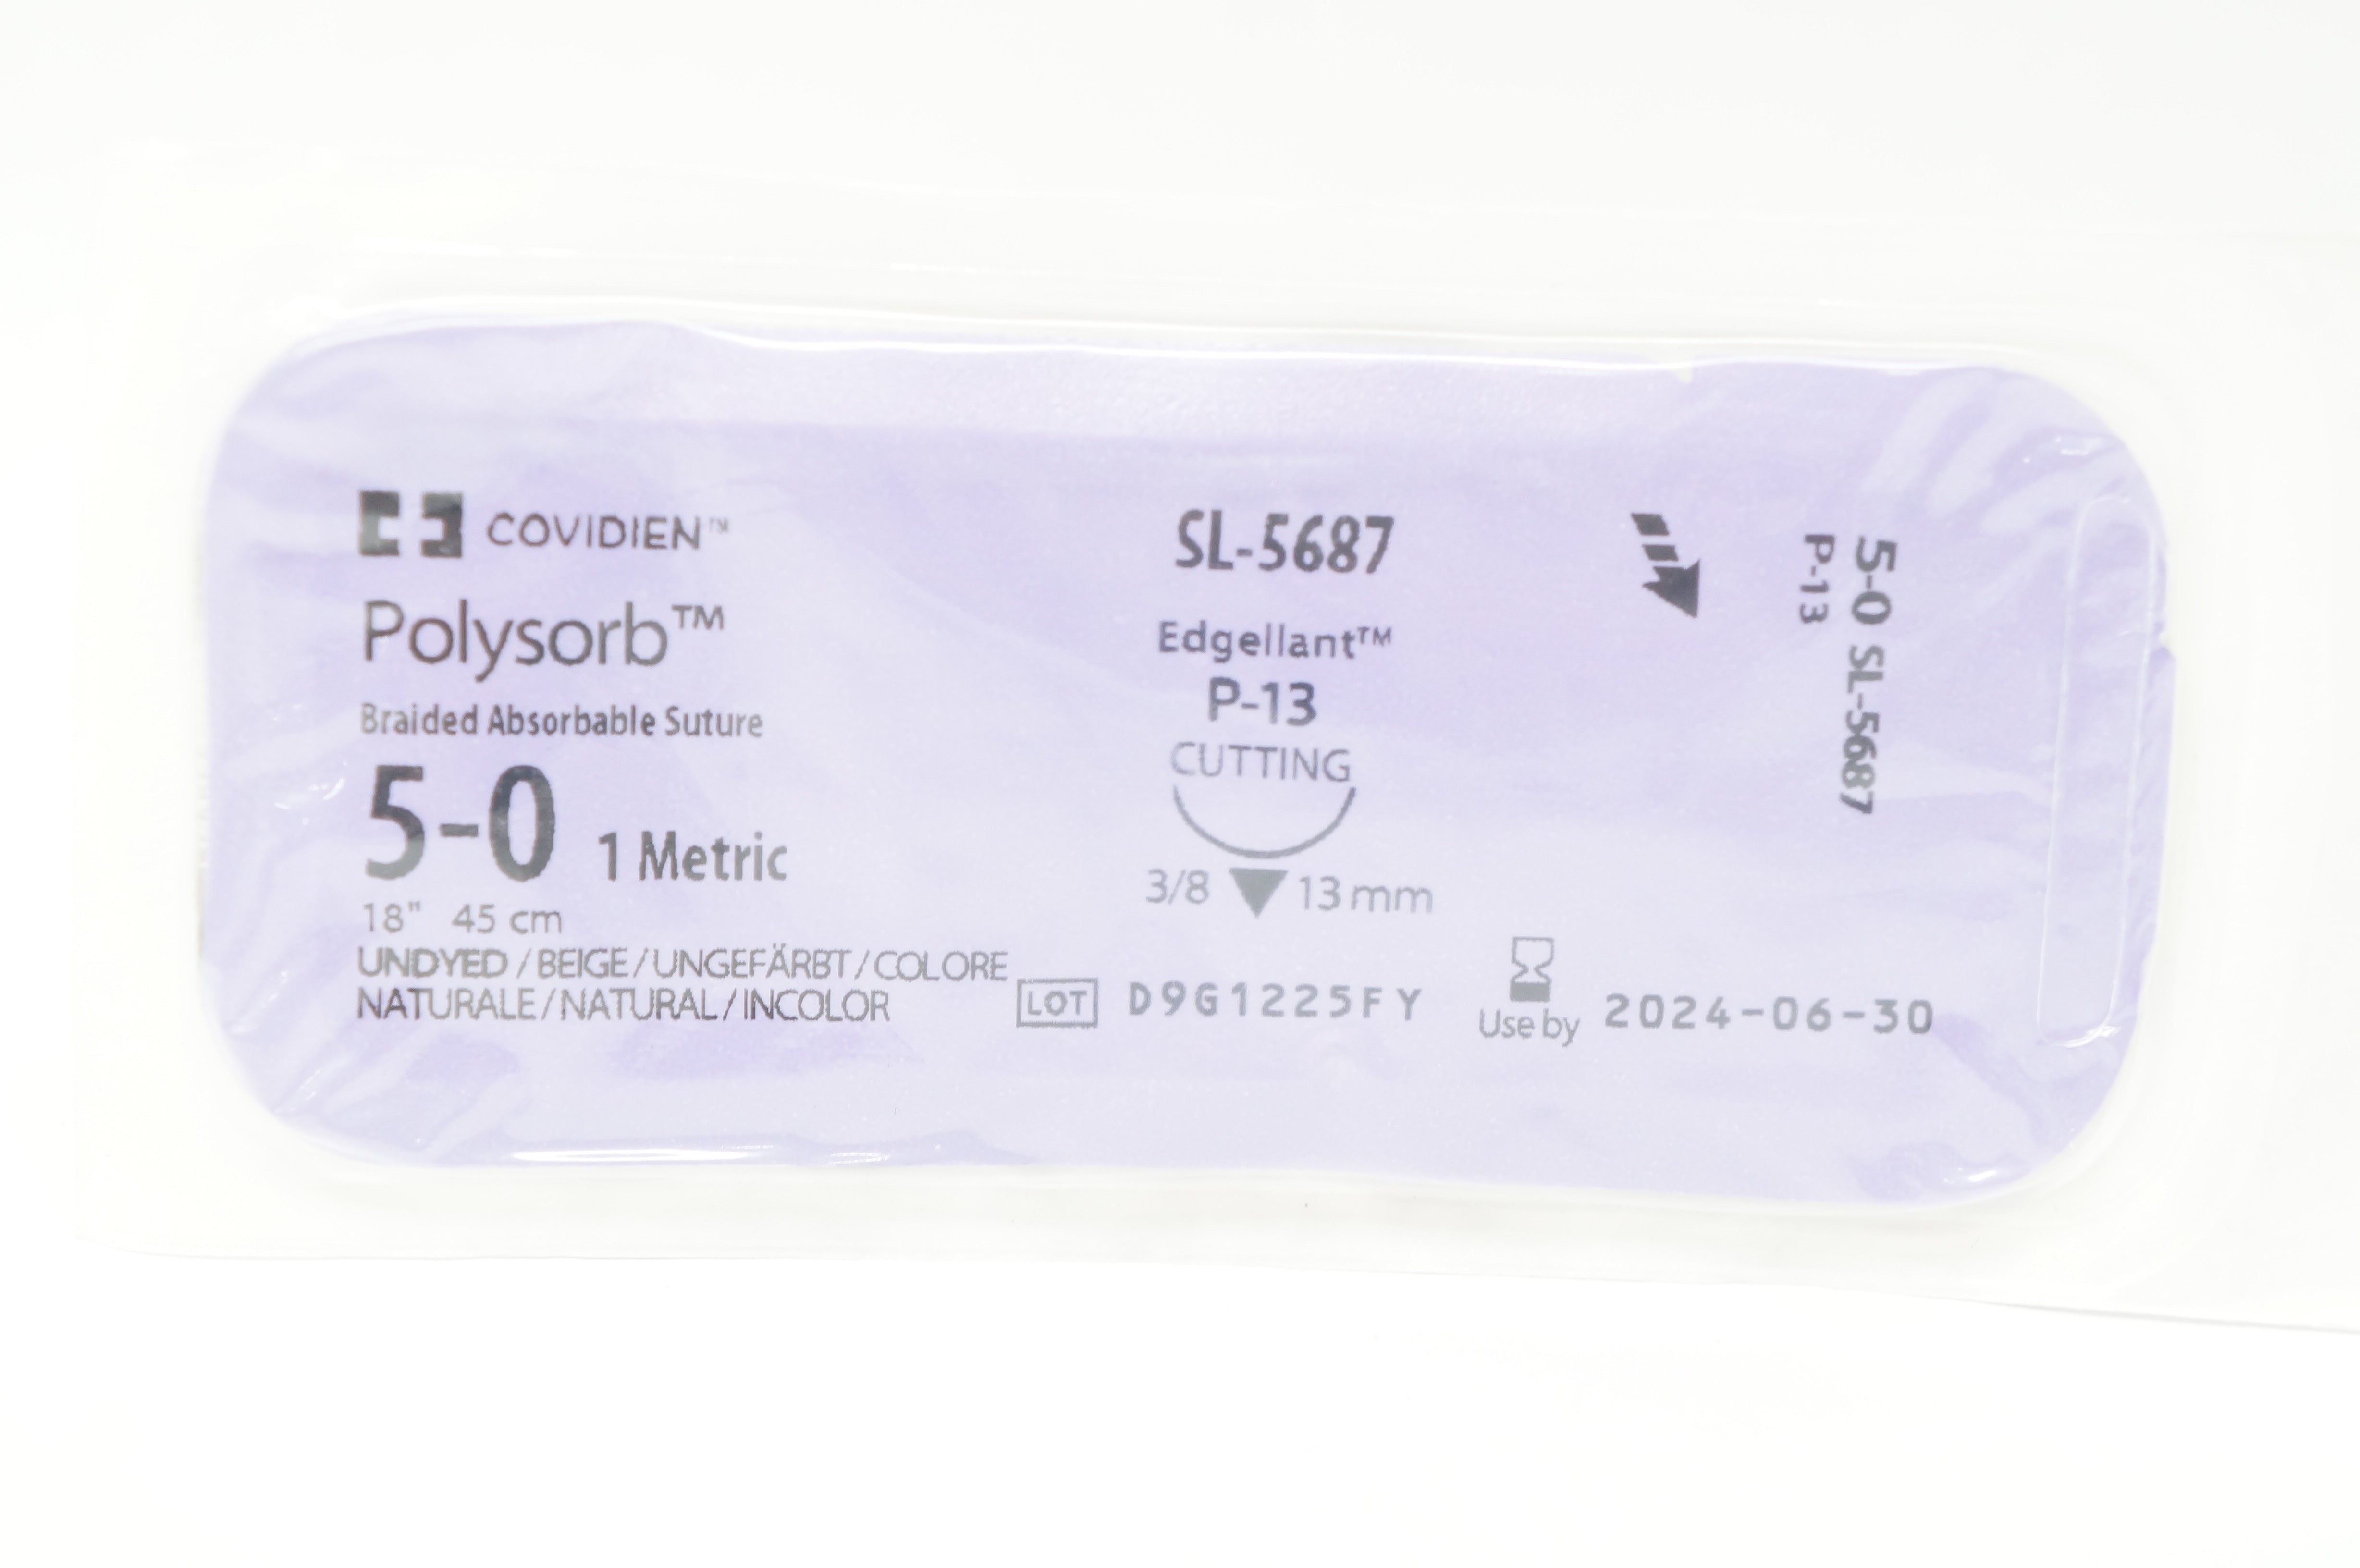 COVIDIEN™
Polysorb™
Braided Absorbable Suture
5-0 1 Metric
18" 45 cm
UNDYED / BEIGE / UNGEFÄRBT / COLORE
NATURALE / NATURAL / INCOLOR
SL-5687
Edgellant™
P-13
CUTTING
3/8 13 mm
LOT D9G1225FY
Use by 2024-06-30
5-0 SL-5687
P-13